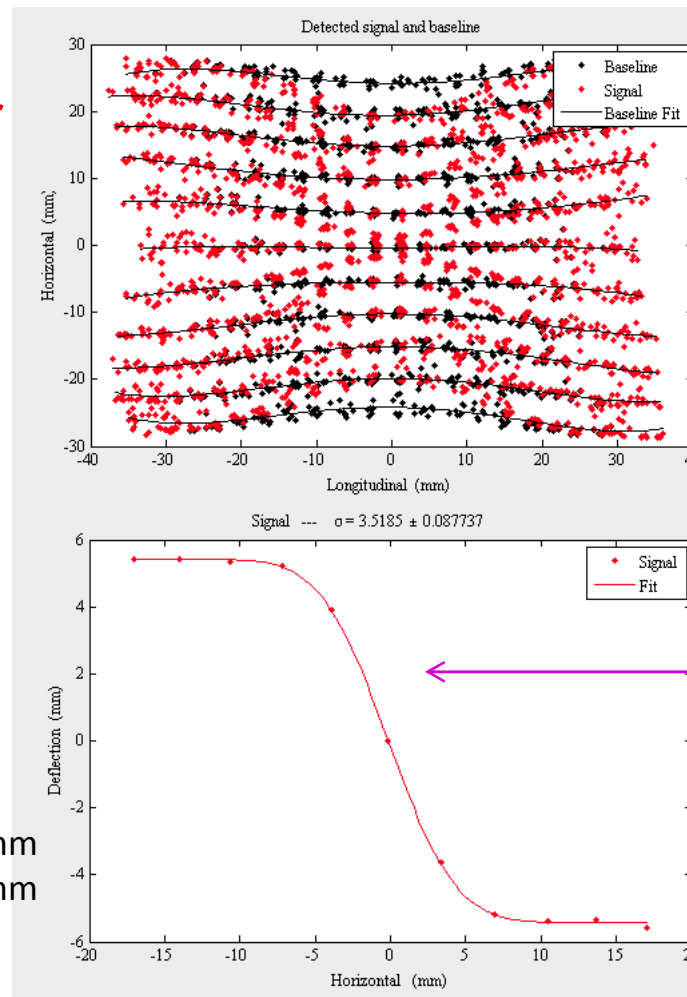 Detected signal and baseline
Baseline
Signal
Baseline Fit
30
20
10
0
-10
-20
-30
Horizontal (mm)
-40 -30 -20 -10 0 10 20 30
Longitudinal (mm)
Signal --- σ = 3.5185 ± 0.087737
Signal
Fit
6
4
2
0
-2
-4
-6
Deflection (mm)
-20 -15 -10 -5 0 5 10 15
Horizontal (mm)
mm
mm